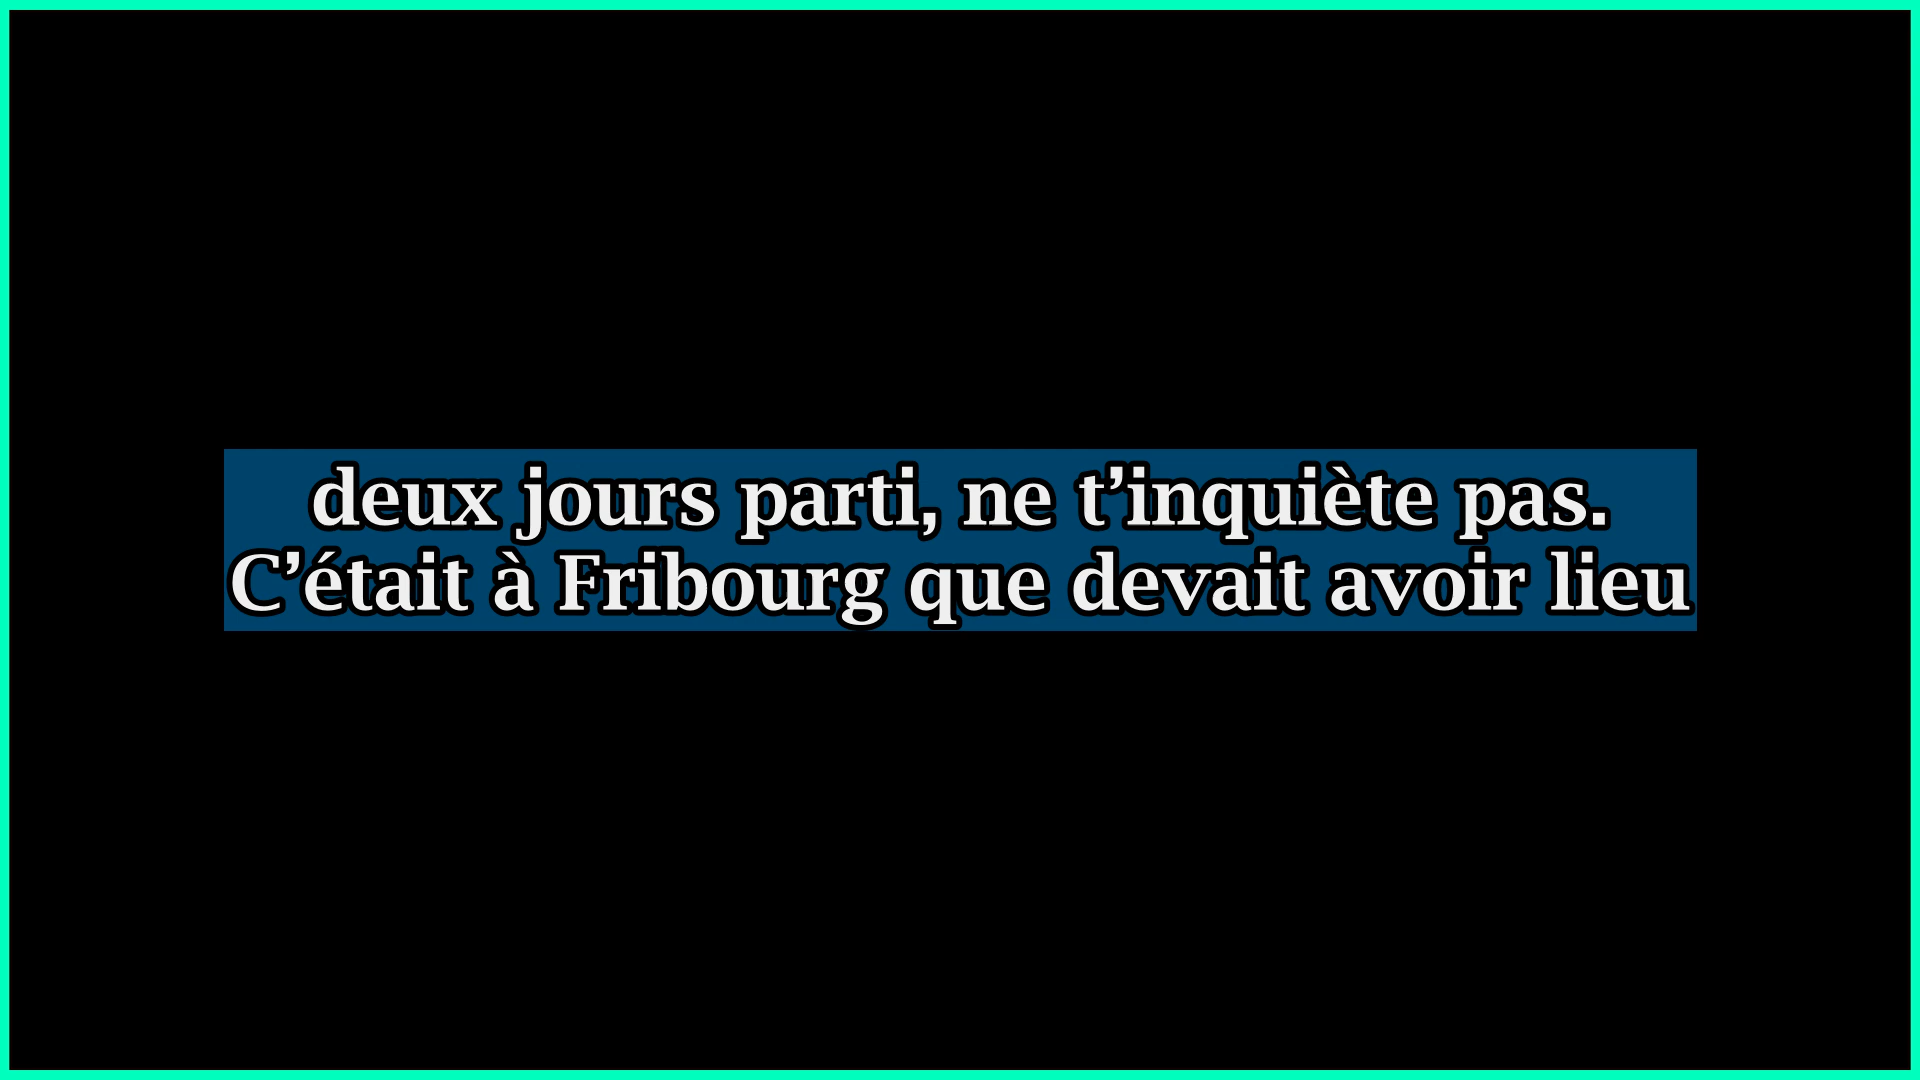 deux jours parti, ne t’inquiète pas.
C’était à Fribourg que devait avoir lieu